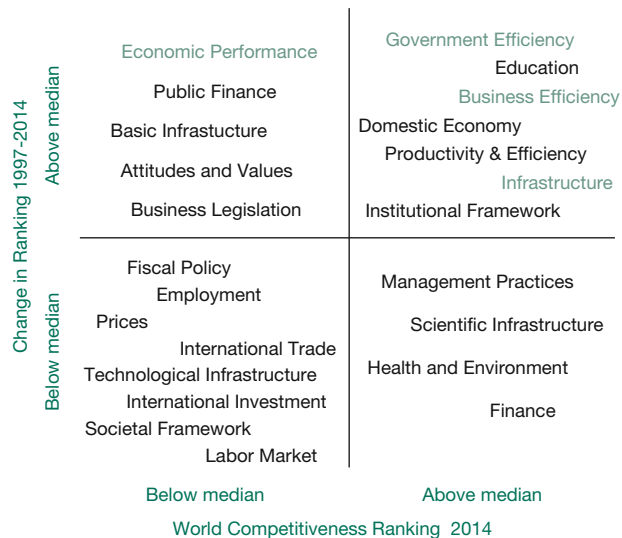 Economic Performance
Public Finance
Basic Infrastucture
Attitudes and Values
Business Legislation
Government Efficiency
Education
Business Efficiency
Domestic Economy
Productivity & Efficiency
Infrastructure
Institutional Framework
Fiscal Policy
Employment
Prices
International Trade
Technological Infrastructure
International Investment
Societal Framework
Labor Market
Management Practices
Scientific Infrastructure
Health and Environment
Finance
Change in Ranking 1997-2014
Above median
Below median
Below median
Above median
World Competitiveness Ranking 2014